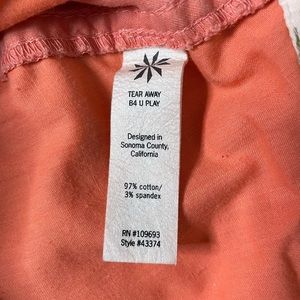 TEAR AWAY
B4 U PLAY
Designed in
Sonoma County,
California
97% cotton/
3% spandex
RN #109693
Style #43374